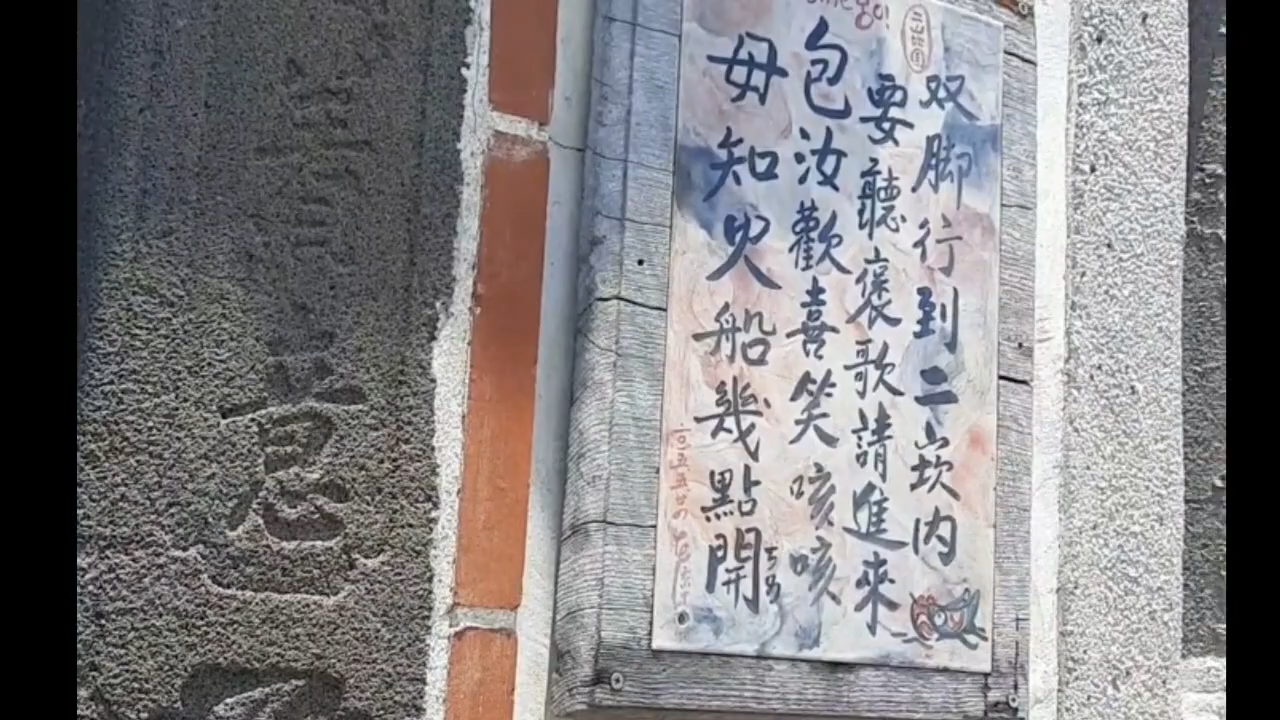 双脚行到二崁内
要聽褒歌請進來
包汝歡喜笑咳咳
毋知火船幾點開